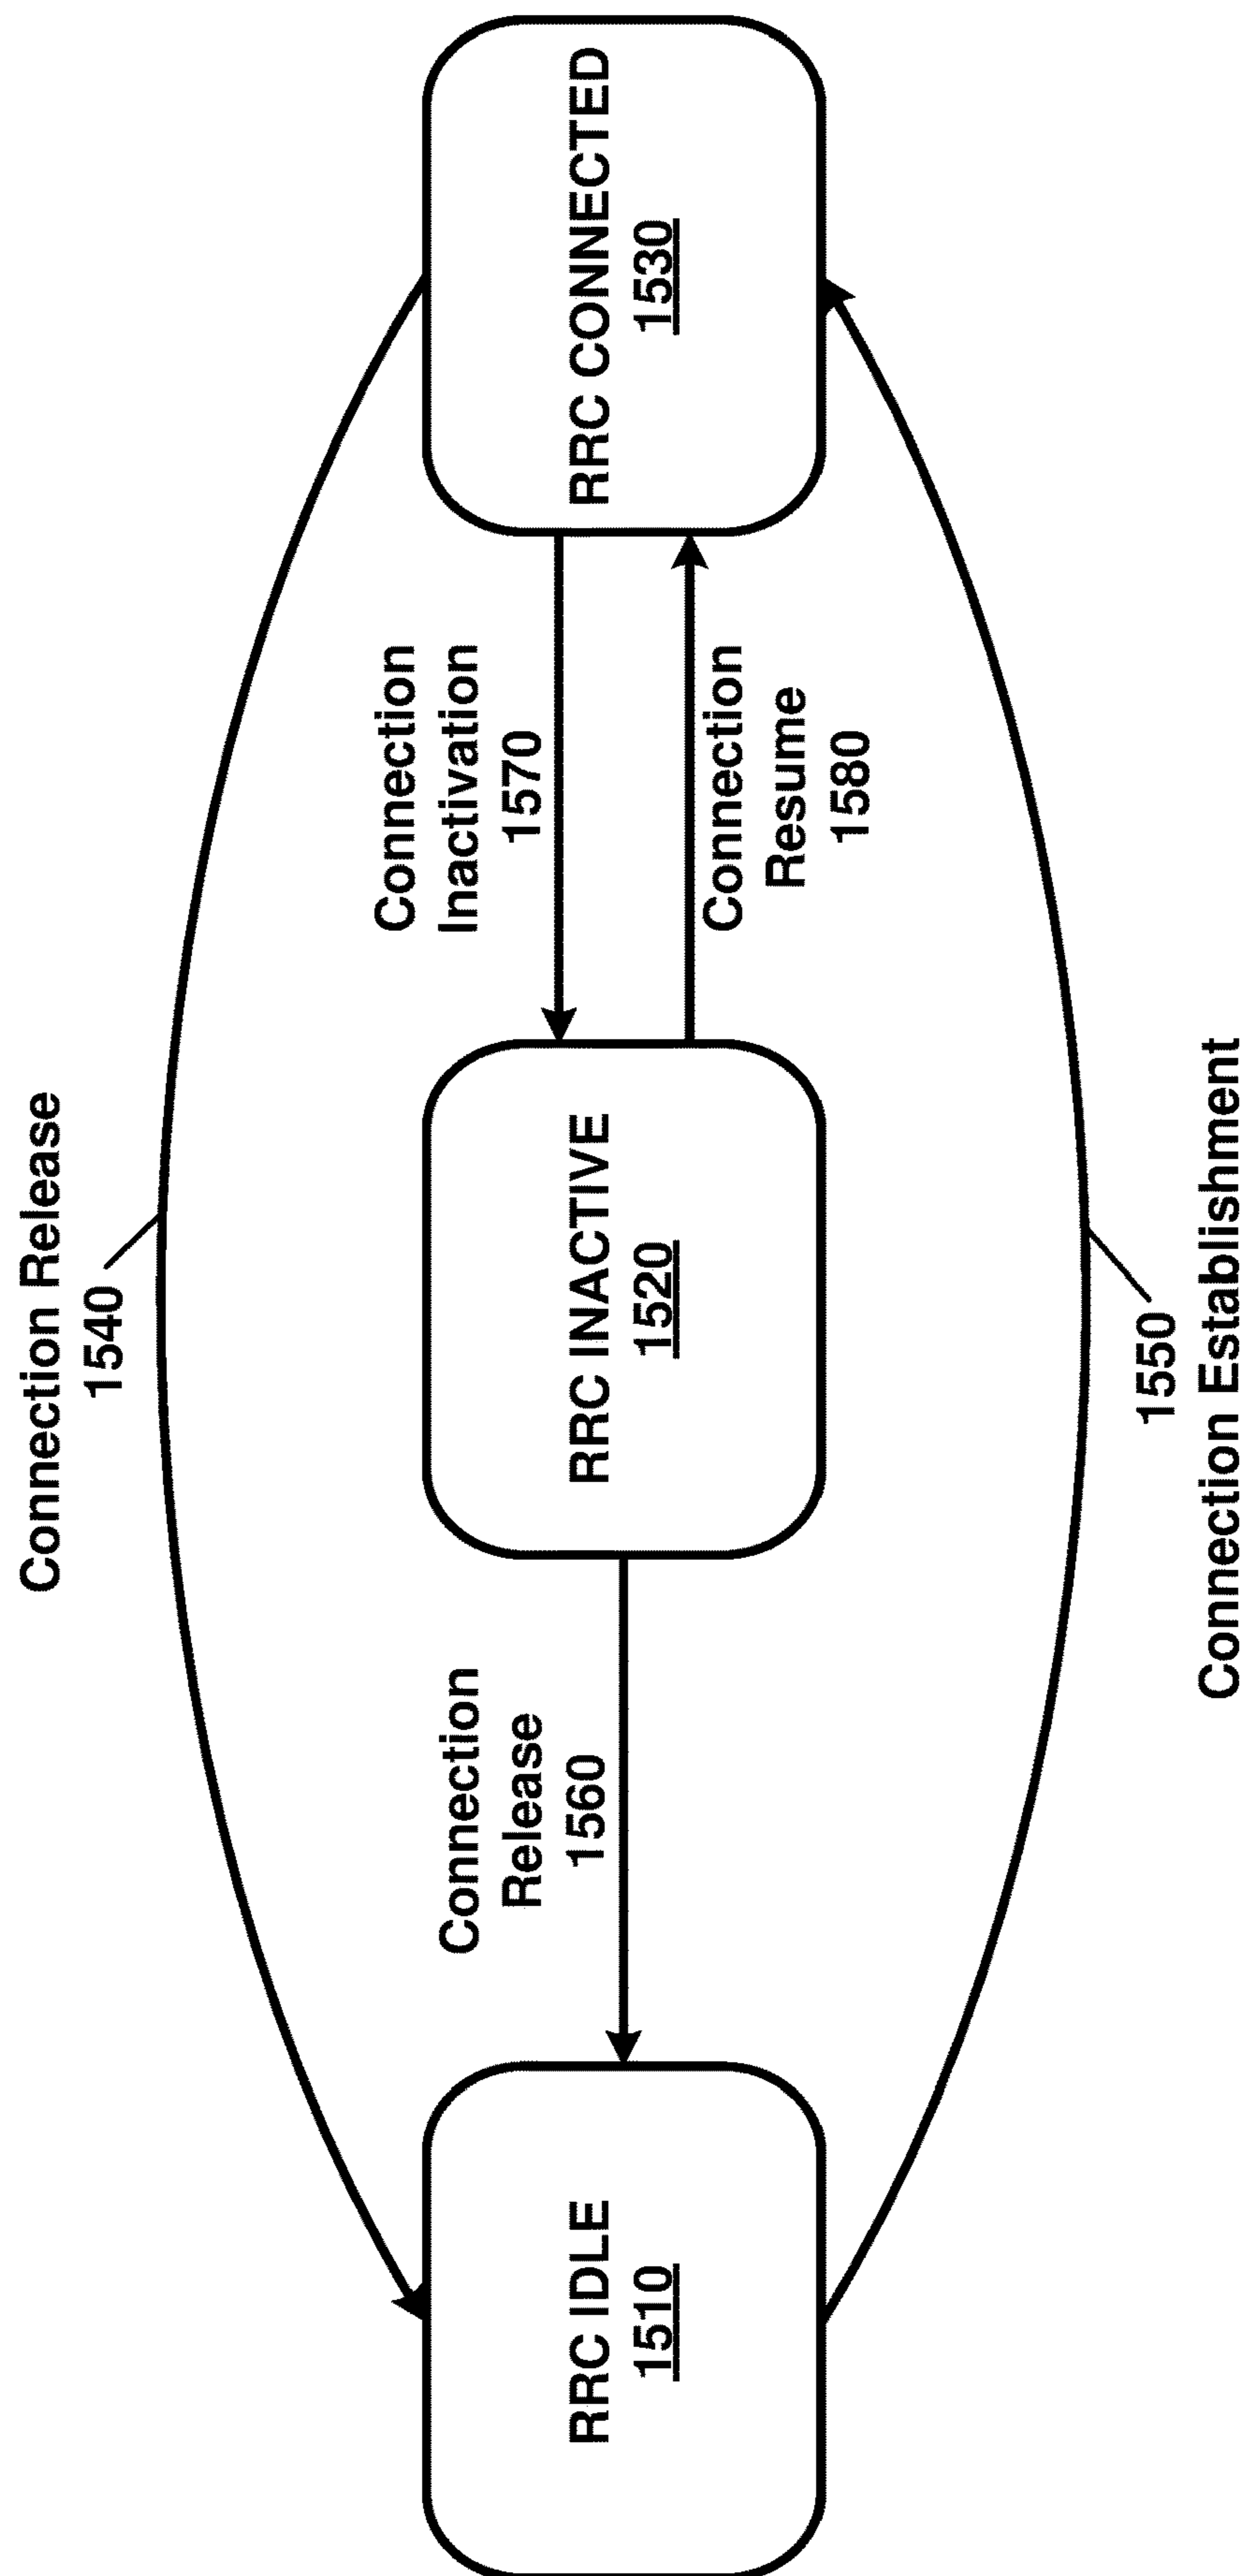 Connection Release
1540
RRC IDLE
1510
Connection
Release
1560
RRC INACTIVE
1520
Connection
Inactivation
1570
Connection
Resume
1580
RRC CONNECTED
1530
1550
Connection Establishment